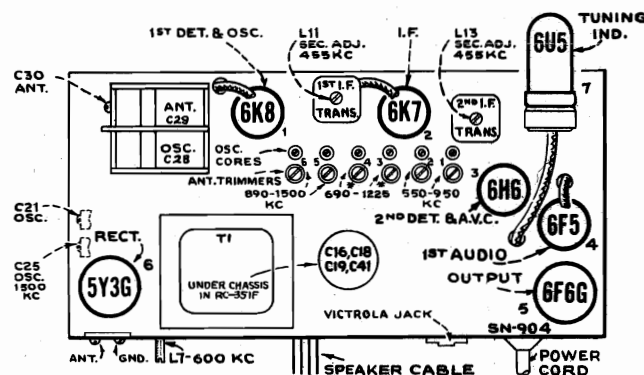 1ST DET. & OSC.
L11
SEC. ADJ.
455KC
I.F.
L13
SEC. ADJ.
455KC
6U5
TUNING
IND.
7
C30
ANT.
ANT.
C29
OSC.
C28
6K8
1
1ST I.F.
TRANS.
6K7
2
2ND I.F.
TRANS.
OSC.
CORES
6 5 4 3 2 1
ANT. TRIMMERS
890-1500
KC
690-1225
550-950
KC
3
6H6
2ND DET. & A.V.C.
6F5
4
1ST AUDIO
C21
OSC.
C25
OSC.
1500
KC
RECT.
6
5Y3G
T1
UNDER CHASSIS
IN RC-351F
C16,C18
C19,C41
OUTPUT
6F6G
5
SN-904
VICTROLA JACK
ANT.
GND.
L7-600 KC
SPEAKER CABLE
POWER
CORD